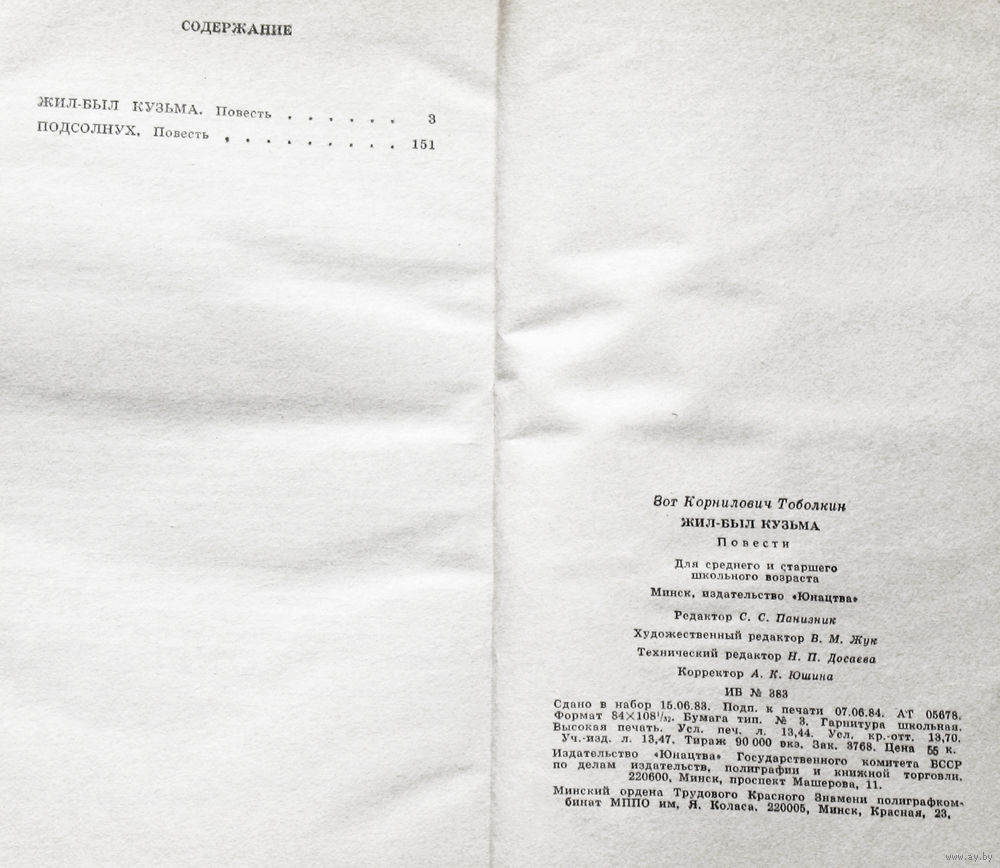 СОДЕРЖАНИЕ
ЖИЛ-БЫЛ КУЗЬМА. Повесть . . . . . . 3
ПОДСОЛНУХ. Повесть . . . . . . . . . 151
Зот Корнилович Тоболкин
ЖИЛ-БЫЛ КУЗЬМА
Повести
Для среднего и старшего
школьного возраста
Минск, издательство «Юнацтва»
Редактор С. С. Панизник
Художественный редактор В. М. Жук
Технический редактор Н. П. Досаева
Корректор А. К. Юшина
ИБ № 383
Сдано в набор 15.06.83. Подп. к печати 07.06.84. АТ 05678.
Формат 84×108¹/₃₂. Бумага тип. № 3. Гарнитура школьная.
Высокая печать. Усл. печ. л. 13,44. Усл. кр.-отт. 13,70.
Уч.-изд. л. 13,47. Тираж 90 000 экз. Зак. 3768. Цена 55 к.
Издательство «Юнацтва» Государственного комитета БССР
по делам издательств, полиграфии и книжной торговли.
220600, Минск, проспект Машерова, 11.
Минский ордена Трудового Красного Знамени полиграфком-
бинат МППО им. Я. Коласа. 220005, Минск, Красная, 23.
www.ay.by